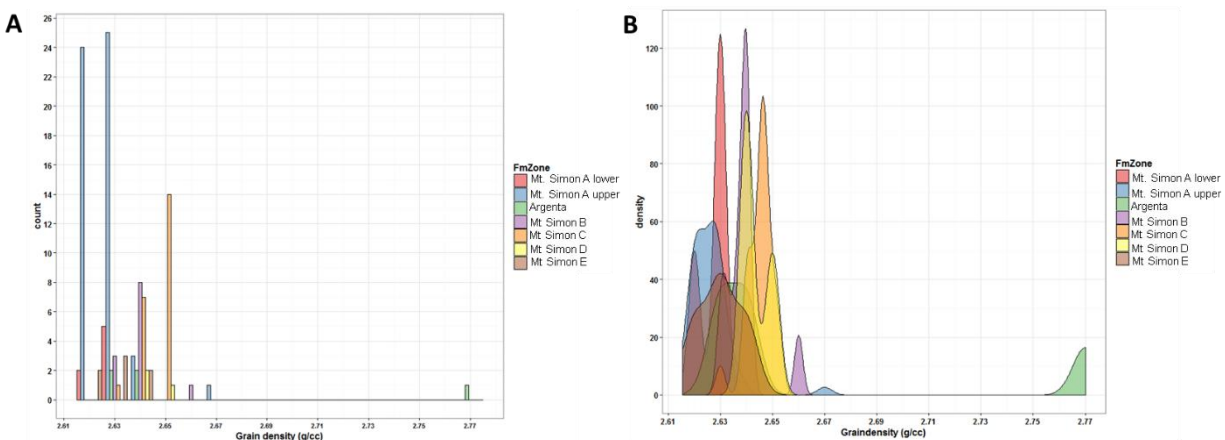 A
26
24
22
20
18
16
14
12
10
8
6
4
2
0
count
2.61 2.63 2.65 2.67 2.69 2.71 2.73 2.75 2.77
Grain density (g/cc)
FmZone
Mt. Simon A lower
Mt. Simon A upper
Argenta
Mt Simon B
Mt Simon C
Mt Simon D
Mt Simon E
B
120
100
80
60
40
20
0
density
2.61 2.63 2.65 2.67 2.69 2.71 2.73 2.75 2.77
Graindensity (g/cc)
FmZone
Mt. Simon A lower
Mt. Simon A upper
Argenta
Mt Simon B
Mt Simon C
Mt Simon D
Mt Simon E